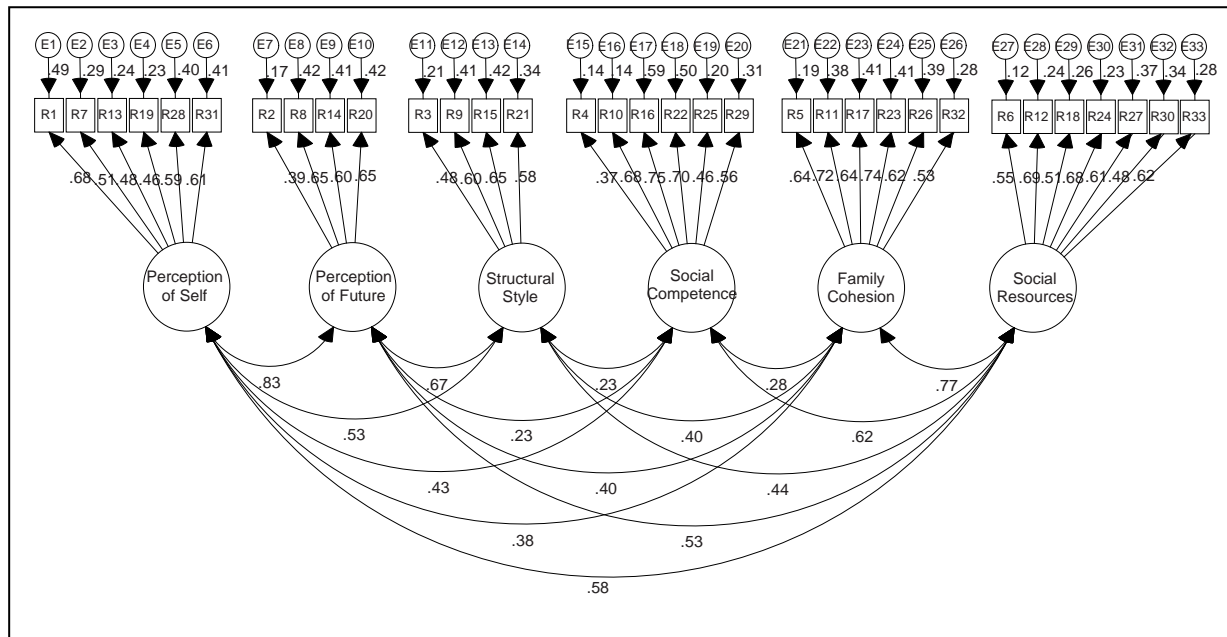 E1 E2 E3 E4 E5 E6 E7 E8 E9 E10 E11 E12 E13 E14 E15 E16 E17 E18 E19 E20 E21 E22 E23 E24 E25 E26 E27 E28 E29 E30 E31 E32 E33
.49 .29 .24 .23 .40 .41 .17 .42 .41 .42 .21 .41 .42 .34 .14 .14 .59 .50 .20 .31 .19 .38 .41 .41 .39 .28 .12 .24 .26 .23 .37 .34 .28
R1 R7 R13 R19 R28 R31 R2 R8 R14 R20 R3 R9 R15 R21 R4 R10 R16 R22 R25 R29 R5 R11 R17 R23 R26 R32 R6 R12 R18 R24 R27 R30 R33
.68 .51 .48 .46 .59 .61 .39 .65 .60 .65 .48 .60 .65 .58 .37 .68 .75 .70 .46 .56 .64 .72 .64 .74 .62 .53 .55 .69 .51 .68 .61 .48 .62
Perception
of Self
Perception
of Future
Structural
Style
Social
Competence
Family
Cohesion
Social
Resources
.83 .67 .23 .28 .77
.53 .23 .40 .62
.43 .40 .44
.38 .53
.58